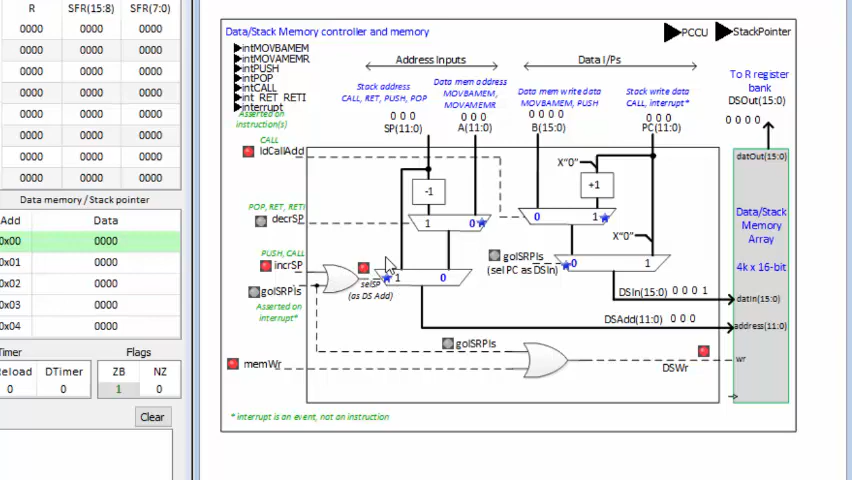 R SFR(15:8) SFR(7:0)
0000 0000 0000
0000 0000 0000
0000 0000 0000
0000 0000 0000
0000 0000 0000
0000 0000 0000
0000 0000 0000
0000 0000 0000
Data memory / Stack pointer
Add Data
0x00 0000
0x01 0000
0x02 0000
0x03 0000
0x04 0000
Timer Flags
Reload DTimer ZB NZ
0 0 1 0
Clear
Data/Stack Memory controller and memory
intMOVBAMEM
intMOVAMEMR
intPUSH
intPOP
intCALL
int RET RETI
interrupt
Asserted on
instruction(s)
Address Inputs
Data I/Ps
PCCU
StackPointer
Stack address
CALL, RET, PUSH, POP
Data mem address
MOVBAMEM,
MOVAMEMR
Data mem write data
MOVBAMEM, PUSH
Stack write data
CALL, interrupt*
To R register
bank
DSOut(15:0)
0 0 0 0
0 0 0
SP(11:0)
0 0 0
A(11:0)
0 0 0 0
B(15:0)
0 0 0
PC(11:0)
CALL
ldCallAdd
X"0"
-1
+1
datOut(15:0)
POP, RET, RETI
decrSP
1 0
0 1
X"0"
Data/Stack
Memory
Array
4k x 16-bit
PUSH, CALL
incrSP
goISRPls
selSP
(as DS Add)
1 0
goISRPls
(sel PC as DSIn)
0 1
DSIn(15:0) 0 0 0 1
datIn(15:0)
Asserted on
interrupt*
DSAdd(11:0) 0 0 0
address(11:0)
goISRPls
memWr
DSWr
wr
* interrupt is an event, not an instruction